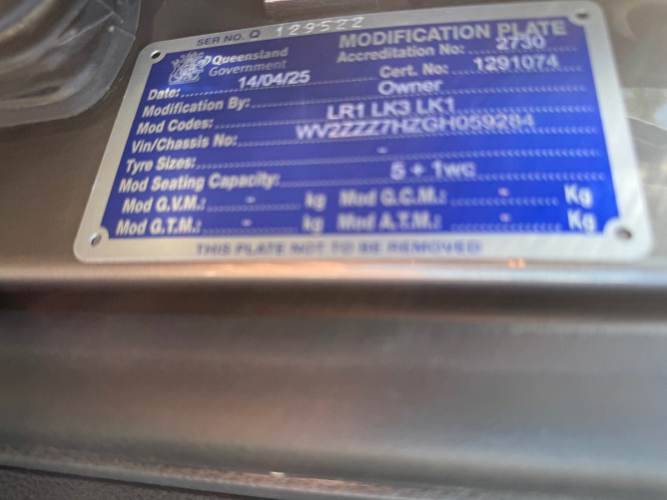 SER NO. Q 129522
MODIFICATION PLATE
Queensland Government
Accreditation No: 2730
Date: 14/04/25
Cert. No: 1291074
Modification By: Owner
Mod Codes: LR1 LK3 LK1
Vin/Chassis No: WV2ZZZ7HZGH059284
Tyre Sizes: -
Mod Seating Capacity: 5 + 1wc
Mod G.V.M.: - kg Mod G.C.M.: - Kg
Mod G.T.M.: - kg Mod A.T.M.: - Kg
THIS PLATE NOT TO BE REMOVED